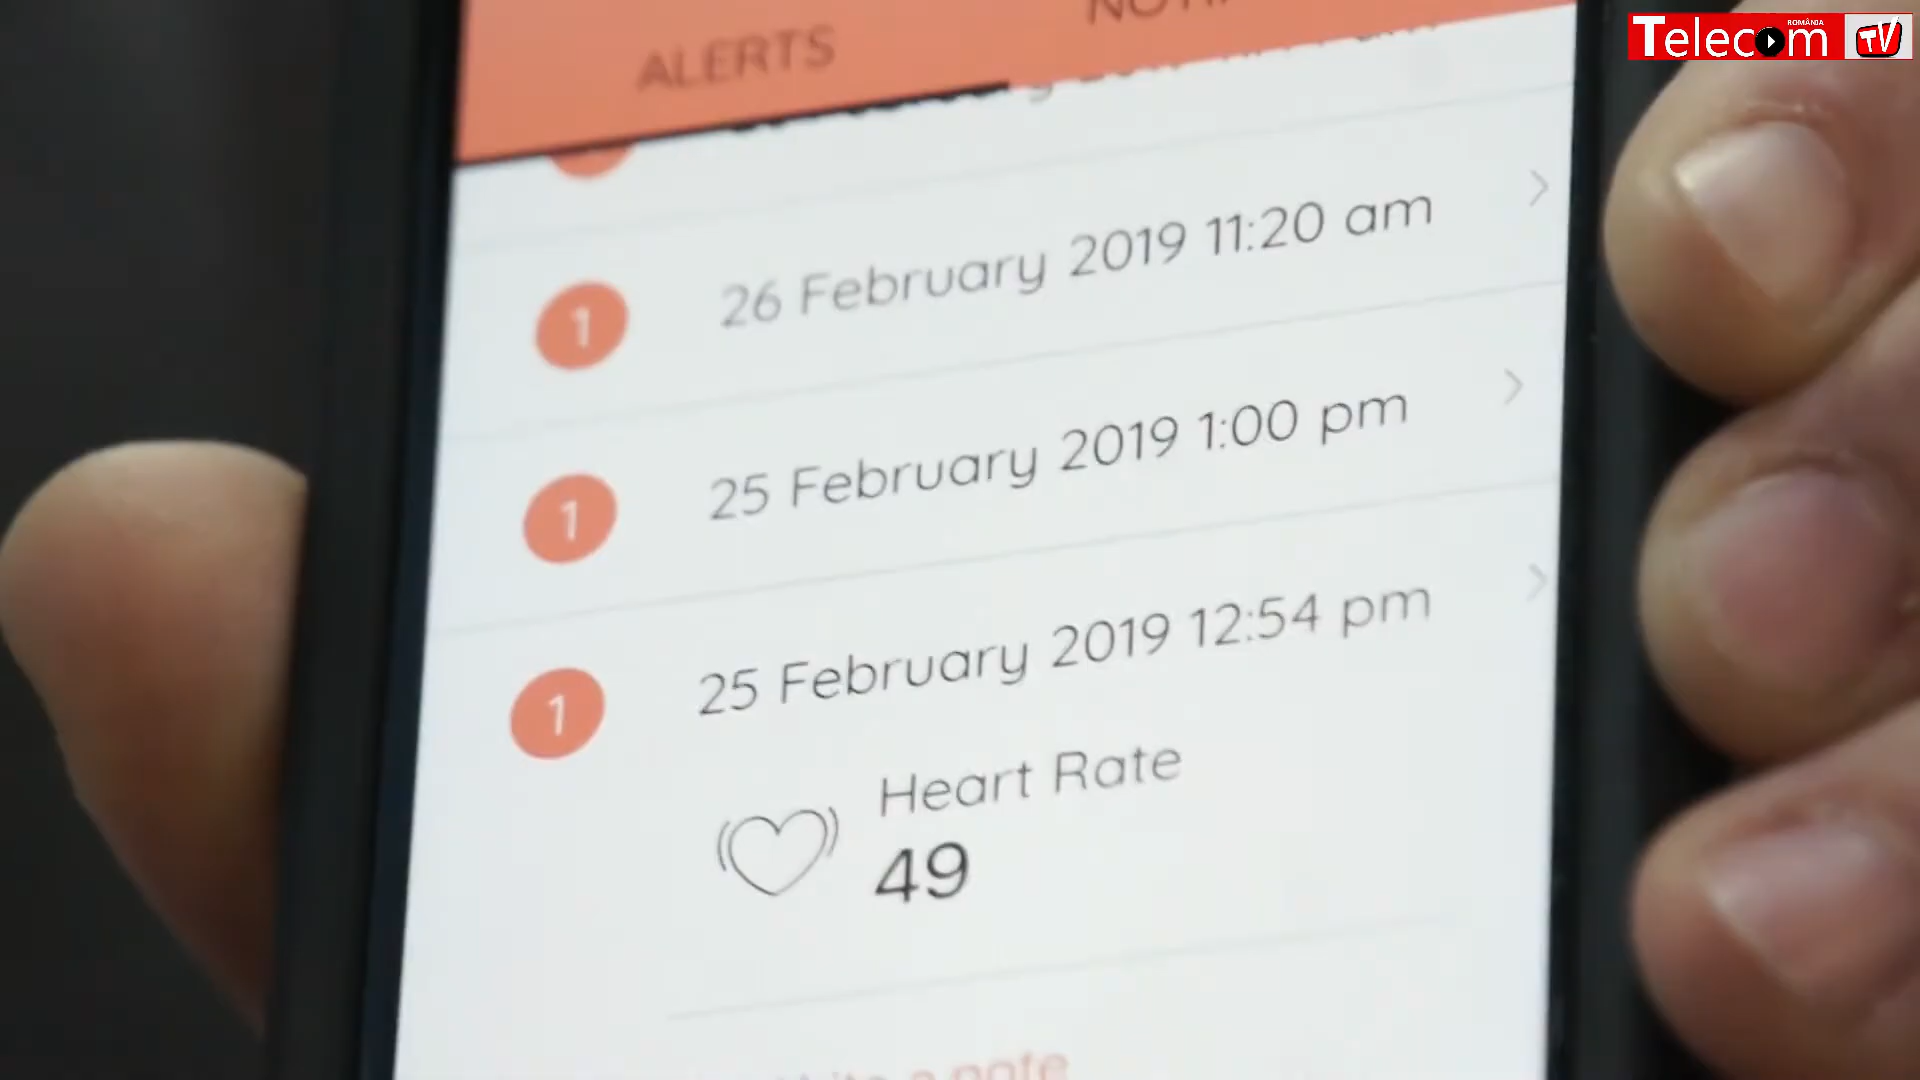 ROMÂNIA
Telecom TV
ALERTS
1 26 February 2019 11:20 am
1 25 February 2019 1:00 pm
1 25 February 2019 12:54 pm
Heart Rate
49
a note